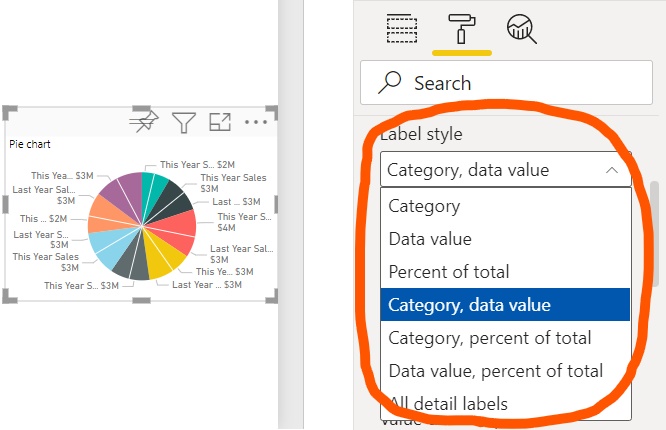 Search
Label style
Category, data value
Category
Data value
Percent of total
Category, data value
Category, percent of total
Data value, percent of total
All detail labels
Pie chart
This Year S... $2M
This Year Sales
$3M
Last ... $3M
This Year S...
$4M
Last Year Sal...
$3M
This Ye... $3M
Last Year ... $3M
This Year S... $3M
This Year Sales
$3M
Last Year S...
$3M
This ... $2M
Last Year Sal...
$3M
This Yea... $3M